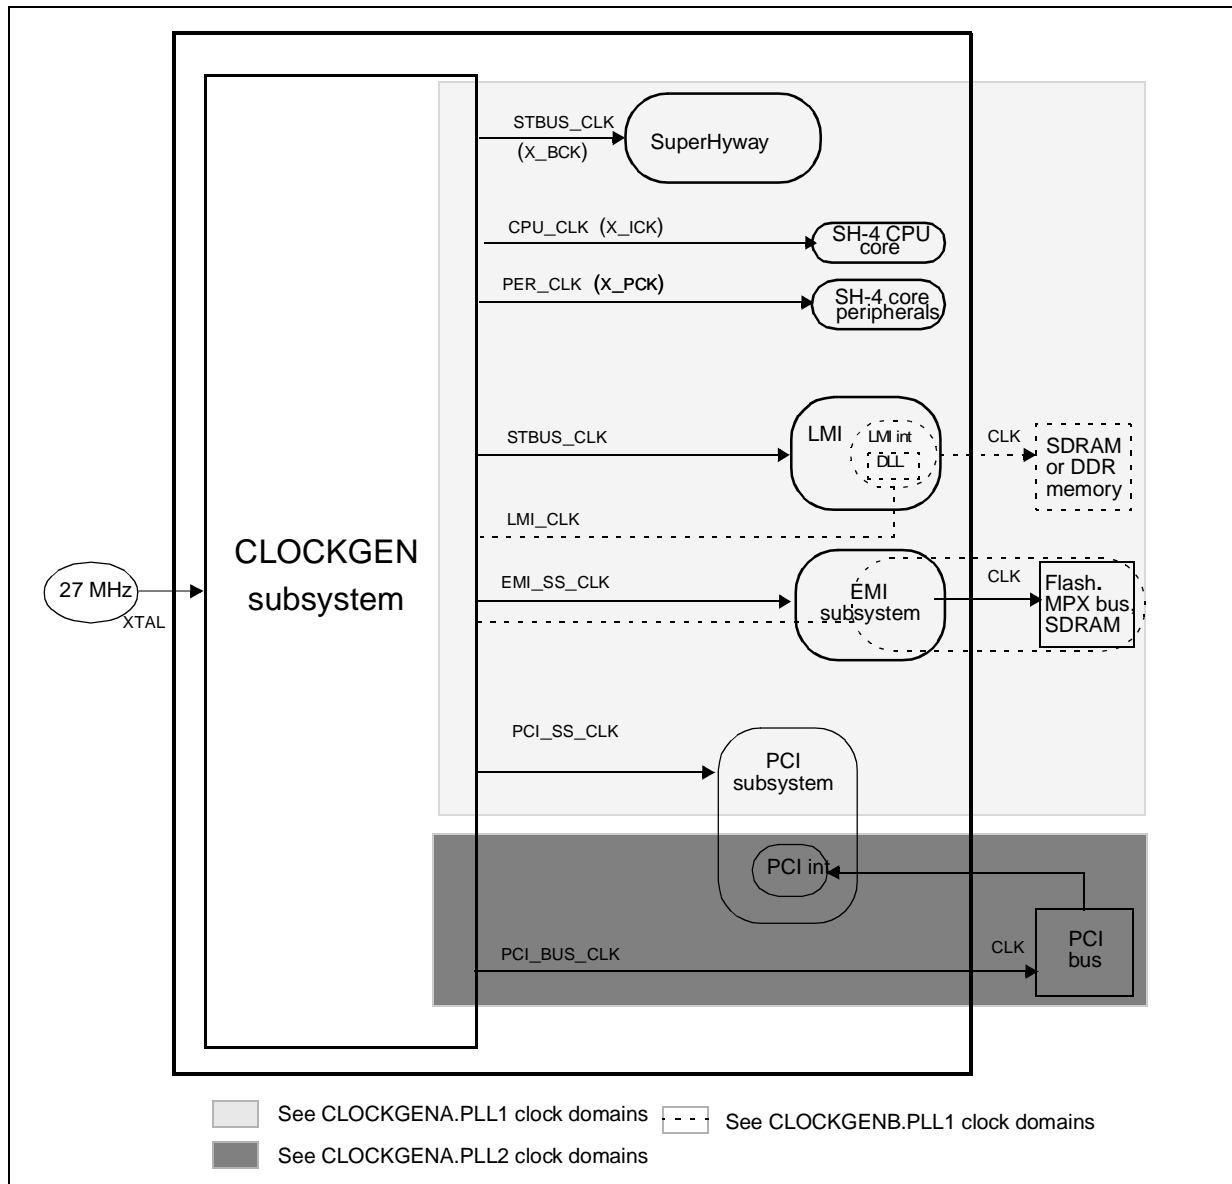 STBUS_CLK
(X_BCK)
SuperHyway
CPU_CLK (X_ICK)
SH-4 CPU
core
PER_CLK (X_PCK)
SH-4 core
peripherals
STBUS_CLK
LMI
LMI int
DLL
CLK
SDRAM
or DDR
memory
LMI_CLK
CLOCKGEN
subsystem
27 MHz
XTAL
EMI_SS_CLK
EMI
subsystem
CLK
Flash.
MPX bus,
SDRAM
PCI_SS_CLK
PCI
subsystem
PCI int
PCI_BUS_CLK
CLK
PCI
bus
See CLOCKGENA.PLL1 clock domains
See CLOCKGENB.PLL1 clock domains
See CLOCKGENA.PLL2 clock domains